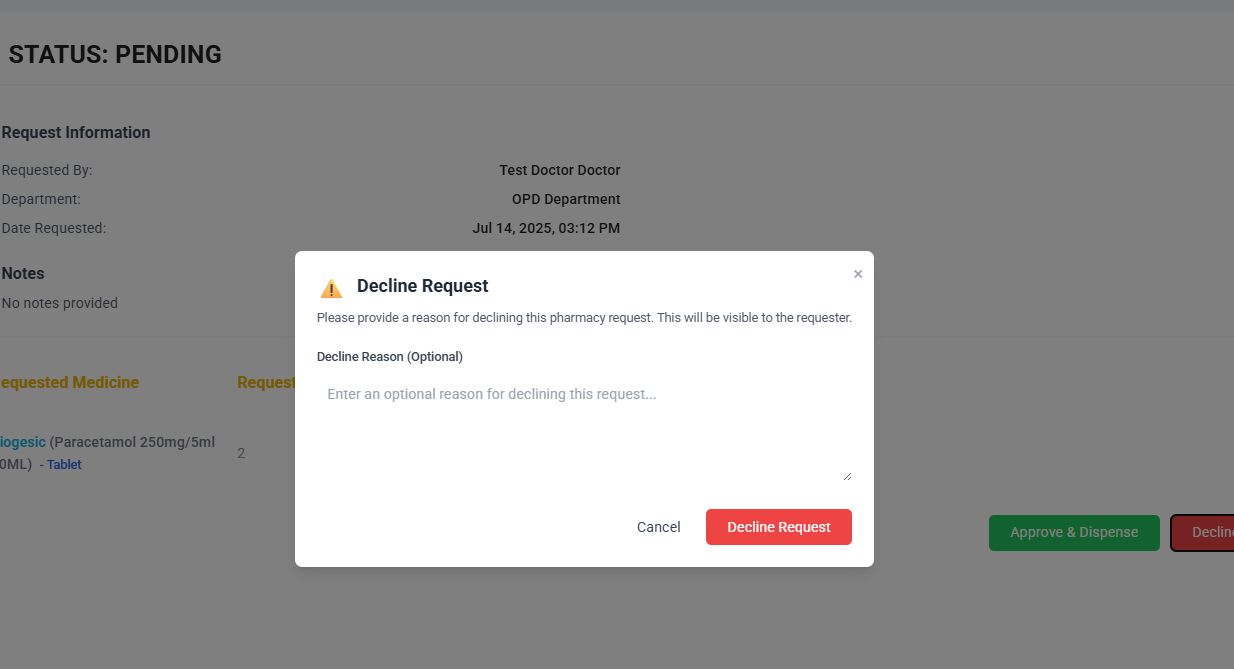 STATUS: PENDING
Request Information
Requested By: Test Doctor Doctor
Department: OPD Department
Date Requested: Jul 14, 2025, 03:12 PM
Notes
No notes provided
equested Medicine Request
iogesic (Paracetamol 250mg/5ml
0ML) - Tablet
2
Approve & Dispense Decline
×
Decline Request
Please provide a reason for declining this pharmacy request. This will be visible to the requester.
Decline Reason (Optional)
Enter an optional reason for declining this request...
Cancel Decline Request